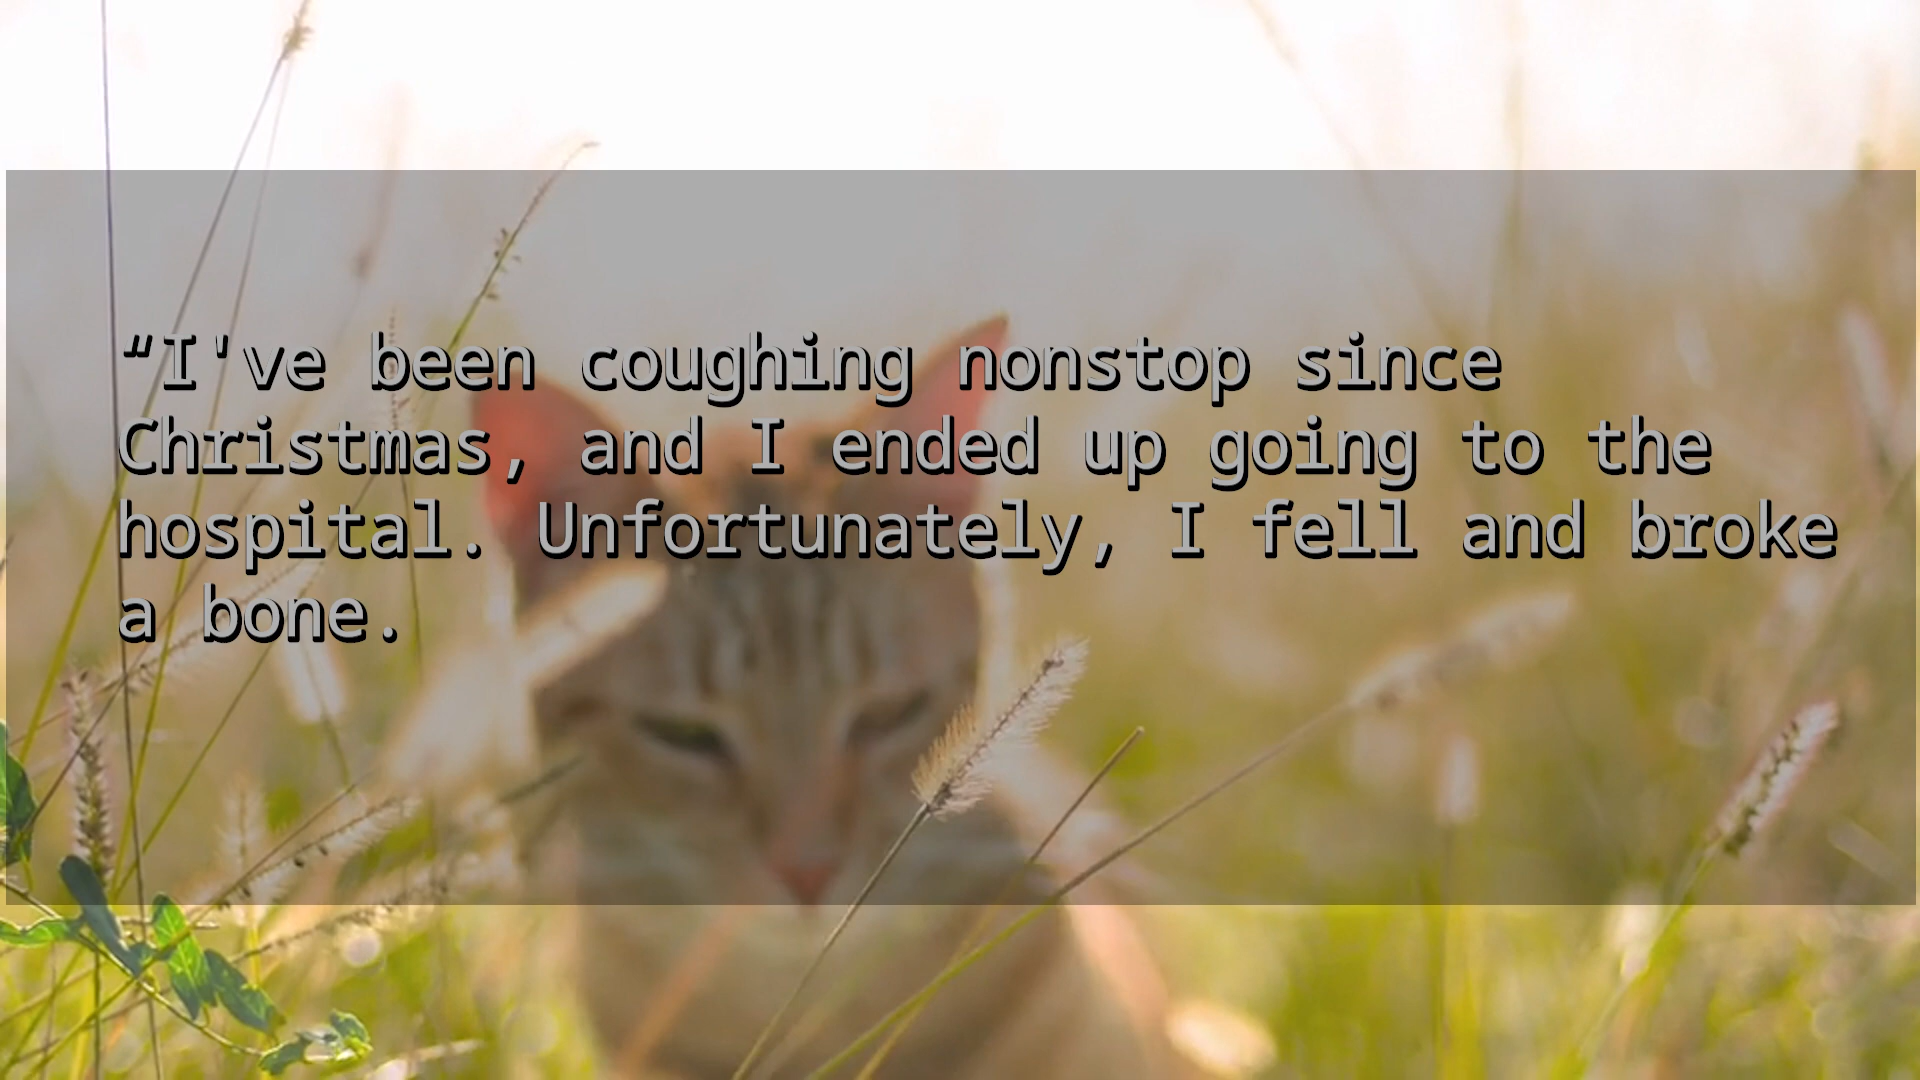 “I've been coughing nonstop since
Christmas, and I ended up going to the
hospital. Unfortunately, I fell and broke
a bone.